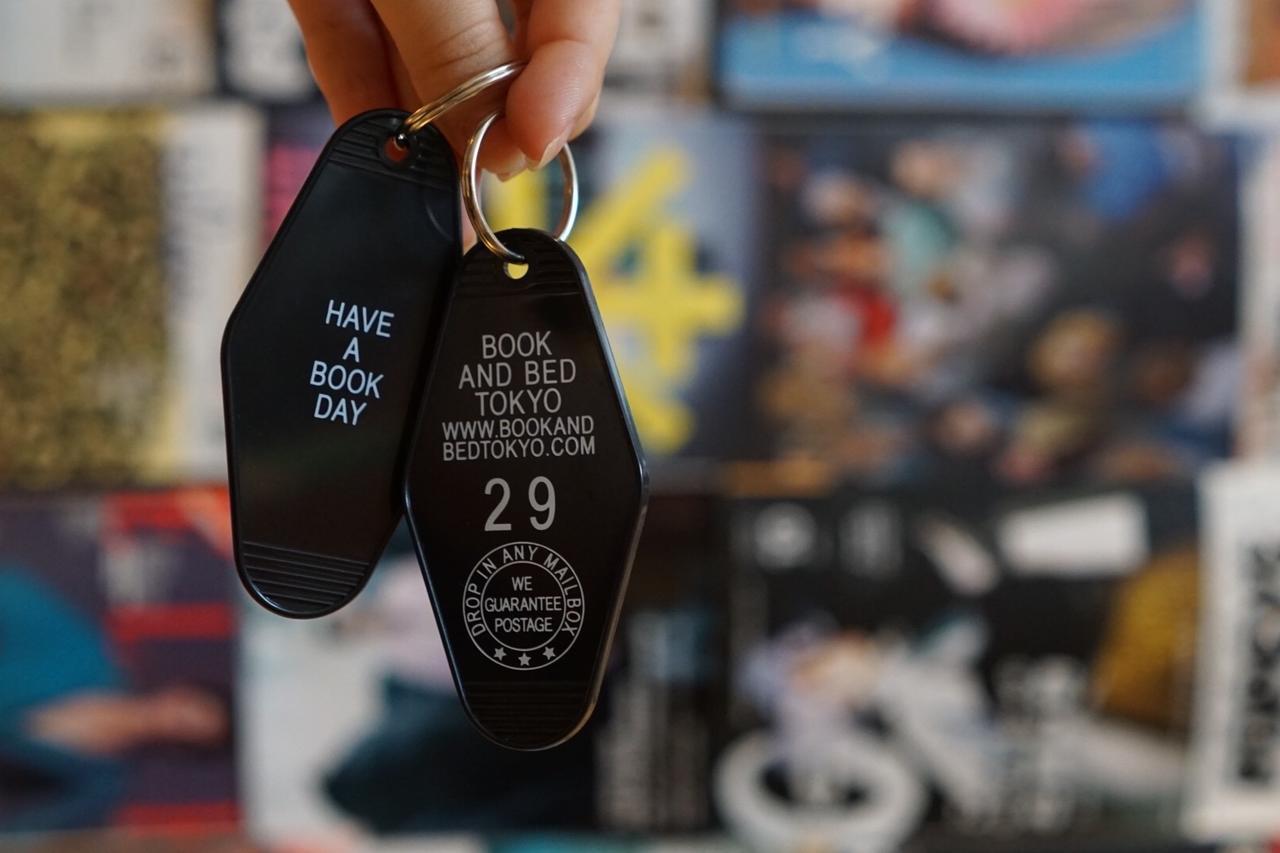 HAVE
A
BOOK
DAY
BOOK
AND BED
TOKYO
WWW.BOOKAND
BEDTOKYO.COM
29
DROP IN ANY MAILBOX
WE
GUARANTEE
POSTAGE
14